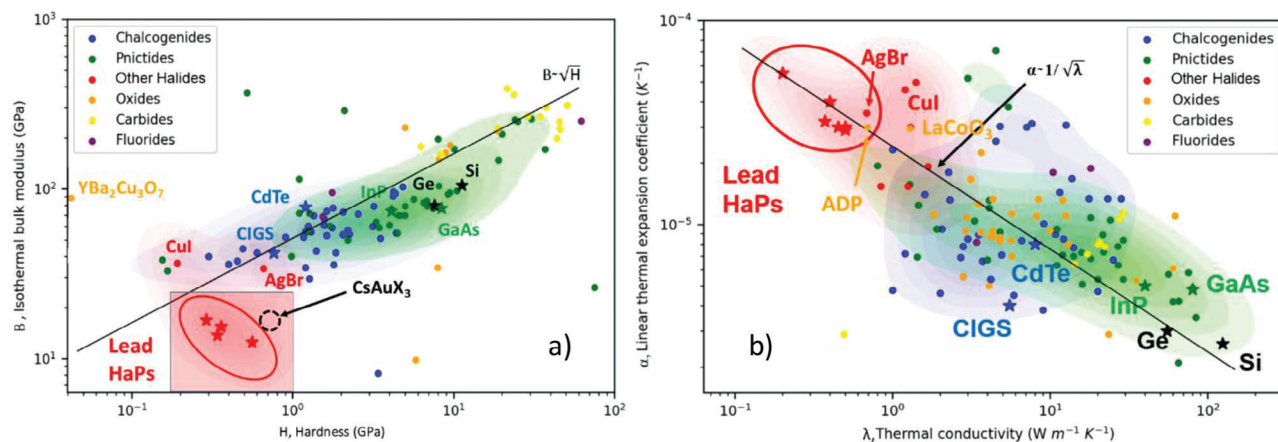 10³
10²
10¹
B, Isothermal bulk modulus (GPa)
Chalcogenides
Pnictides
Other Halides
Oxides
Carbides
Fluorides
B~√H
YBa₂Cu₃O₇
CdTe
InP
Ge
Si
CIGS
GaAs
CuI
AgBr
CsAuX₃
Lead
HaPs
a)
10⁻¹
10⁰
10¹
10²
H, Hardness (GPa)
10⁻⁴
10⁻⁵
α, Linear thermal expansion coefficient (K⁻¹)
AgBr
α~1/√λ
Chalcogenides
Pnictides
Other Halides
Oxides
Carbides
Fluorides
CuI
LaCoO₃
Lead
HaPs
ADP
CdTe
GaAs
InP
CIGS
Ge
Si
b)
10⁻¹
10⁰
10¹
10²
λ,Thermal conductivity (W m⁻¹ K⁻¹)